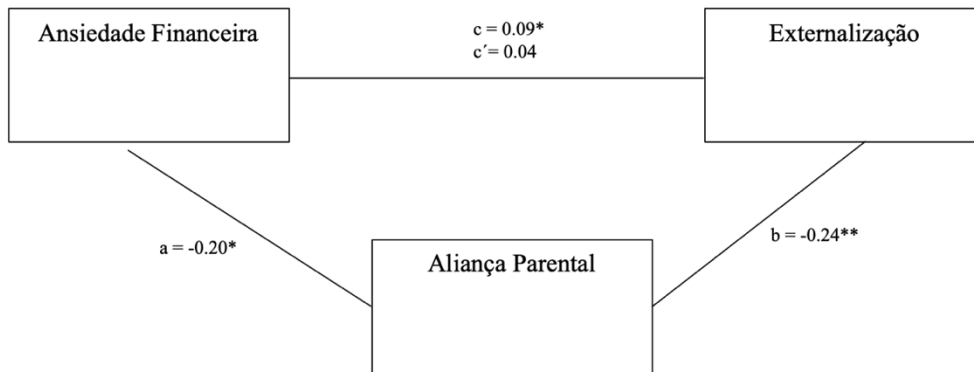 Ansiedade Financeira
c = 0.09*
c´= 0.04
Externalização
a = -0.20*
b = -0.24**
Aliança Parental